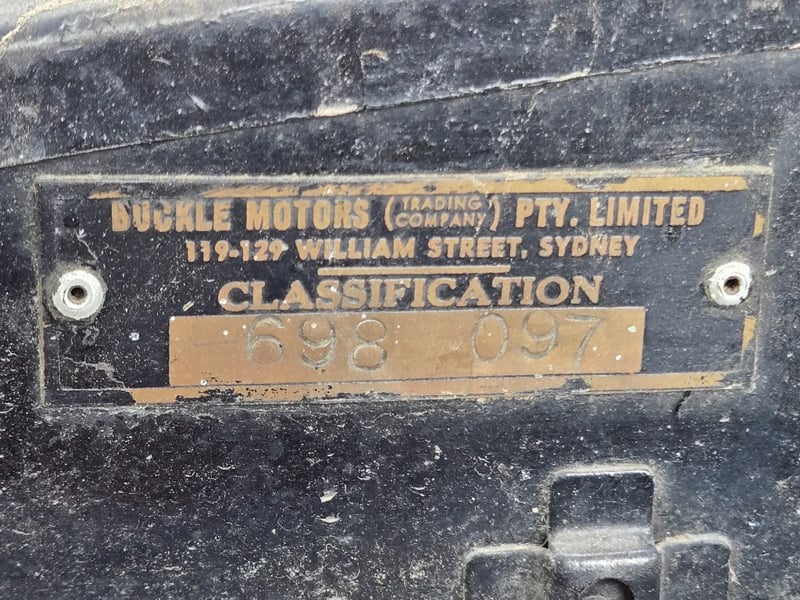 BUCKLE MOTORS (TRADING COMPANY) PTY. LIMITED
119-129 WILLIAM STREET, SYDNEY
CLASSIFICATION
698 097